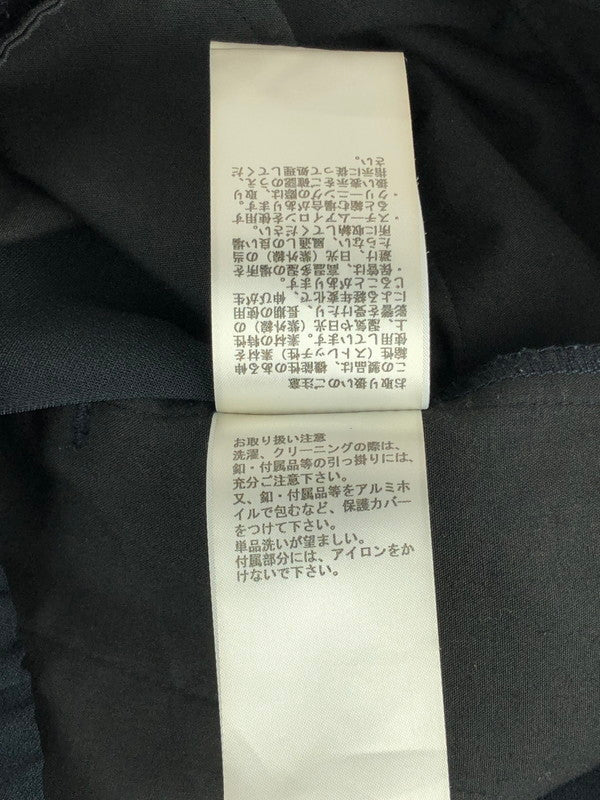 お取り扱いのご注意
この製品は、機能性のある伸
縮性（ストレッチ性）素材を
使用しています。素材の特性
上、湿気や日光（紫外線）の
影響を受けたり、長期の使用
による経年変化で、伸びが生
じることがあります。
・保管は、高温多湿の場所を
避け、日光（紫外線）の当
たらない、風通しの良い場
所に収納してください。
・スチームアイロンを使用す
ると縮む場合があります。
・クリーニングの際は、取り
扱い表示をご確認のうえ、
指示に従って処理してくだ
さい。
お取り扱い注意
洗濯、クリーニングの際は、
釦・付属品等の引っ掛りには、
充分ご注意下さい。
又、釦・付属品等をアルミホ
イルで包むなど、保護カバー
をつけて下さい。
単品洗いが望ましい。
付属部分には、アイロンをか
けないで下さい。